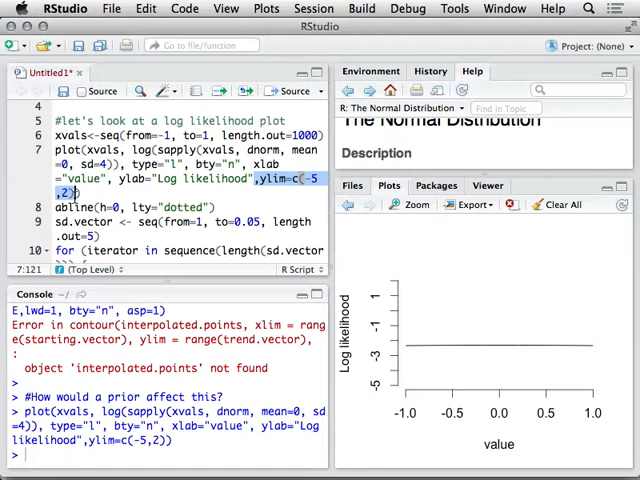 RStudio File Edit Code View Plots Session Build Debug Tools Window Help
RStudio
Go to file/function
Project: (None)
Untitled1* ×
Source
Source
4
5 #let's look at a log likelihood plot
6 xvals<-seq(from=-1, to=1, length.out=1000)
7 plot(xvals, log(sapply(xvals, dnorm, mean
=0, sd=4)), type="l", bty="n", xlab
="value", ylab="Log likelihood",ylim=c(-5
,2))
8 abline(h=0, lty="dotted")
9 sd.vector <- seq(from=1, to=0.05, length
.out=5)
10 for (iterator in sequence(length(sd.vector
))) {
7:121 (Top Level) R Script
Console ~/
E,lwd=1, bty="n", asp=1)
Error in contour(interpolated.points, xlim = rang
e(starting.vector), ylim = range(trend.vector),
:
object 'interpolated.points' not found
>
> #How would a prior affect this?
> plot(xvals, log(sapply(xvals, dnorm, mean=0, sd
=4)), type="l", bty="n", xlab="value", ylab="Log
likelihood",ylim=c(-5,2))
>
Environment History Help
R: The Normal Distribution Find in Topic
The Normal Distribution
Description
Files Plots Packages Viewer
Zoom Export Clear All
Log likelihood
1
-1
-3
-5
-1.0 -0.5 0.0 0.5 1.0
value